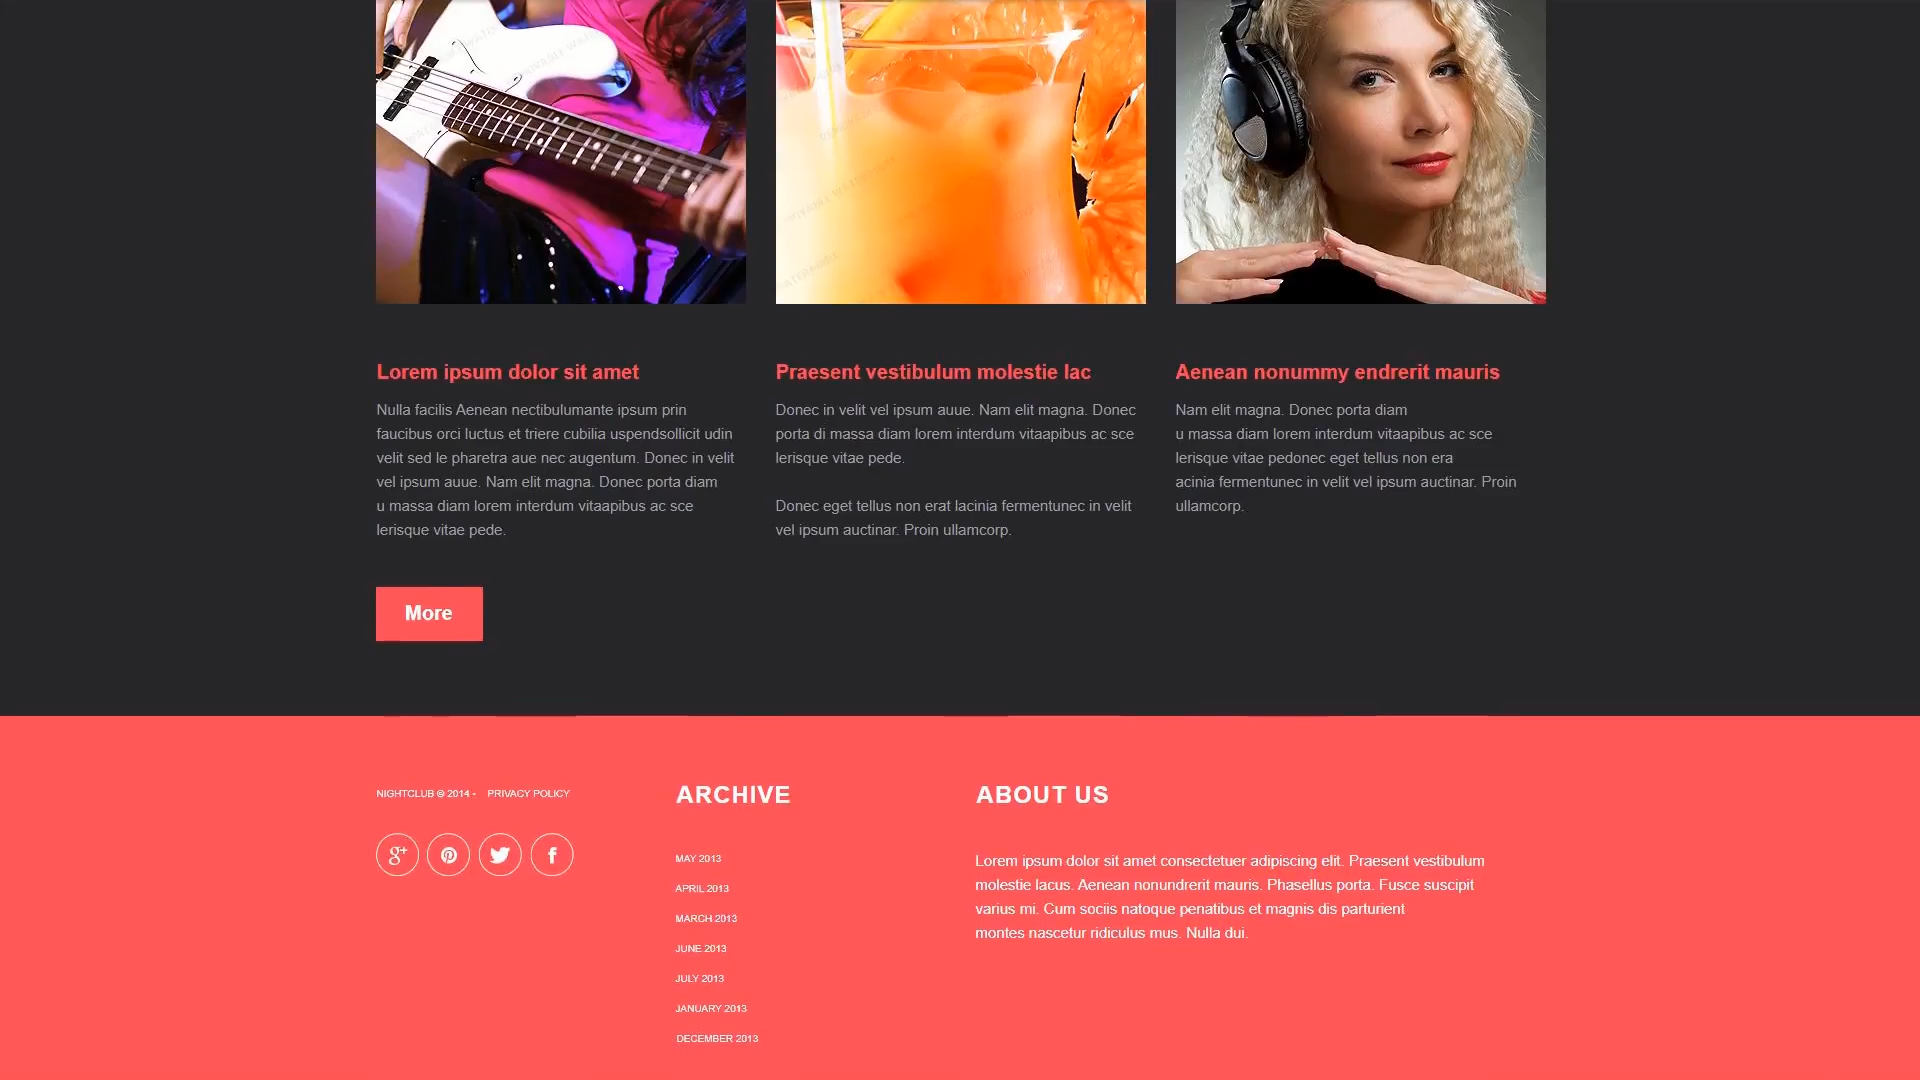 Lorem ipsum dolor sit amet
Nulla facilis Aenean nectibulumante ipsum prin
faucibus orci luctus et triere cubilia uspendsollicit udin
velit sed le pharetra aue nec augentum. Donec in velit
vel ipsum auue. Nam elit magna. Donec porta diam
u massa diam lorem interdum vitaapibus ac sce
lerisque vitae pede.
More
Praesent vestibulum molestie lac
Donec in velit vel ipsum auue. Nam elit magna. Donec
porta di massa diam lorem interdum vitaapibus ac sce
lerisque vitae pede.
Donec eget tellus non erat lacinia fermentunec in velit
vel ipsum auctinar. Proin ullamcorp.
Aenean nonummy endrerit mauris
Nam elit magna. Donec porta diam
u massa diam lorem interdum vitaapibus ac sce
lerisque vitae pedonec eget tellus non era
acinia fermentunec in velit vel ipsum auctinar. Proin
ullamcorp.
NIGHTCLUB © 2014 - PRIVACY POLICY
ARCHIVE
MAY 2013
APRIL 2013
MARCH 2013
JUNE 2013
JULY 2013
JANUARY 2013
DECEMBER 2013
ABOUT US
Lorem ipsum dolor sit amet consectetuer adipiscing elit. Praesent vestibulum
molestie lacus. Aenean nonundrerit mauris. Phasellus porta. Fusce suscipit
varius mi. Cum sociis natoque penatibus et magnis dis parturient
montes nascetur ridiculus mus. Nulla dui.